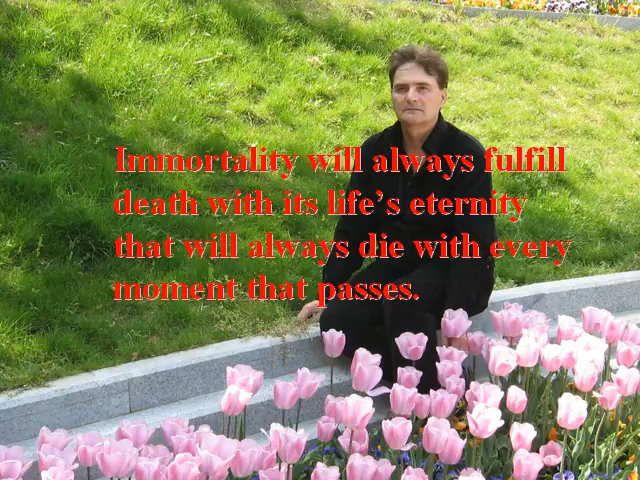 Immortality will always fulfill
death with its life’s eternity
that will always die with every
moment that passes.